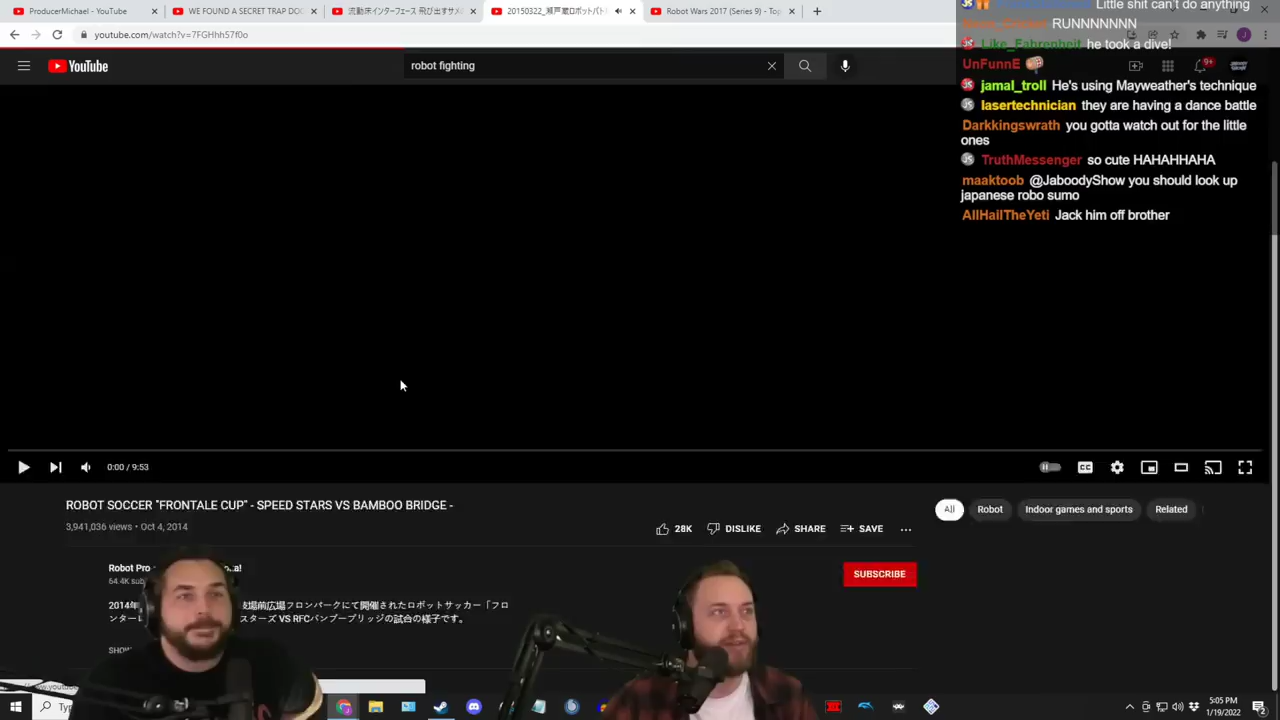 ProducerMichael - YouTube
WE FOUND A SECRET TRAP DOO
流動床インターフェース 飛び出すサメ
20150322_瀬戸蔵ロボットバト
Robot Wars 2017 (Series 9) - Top
youtube.com/watch?v=7FGHhh57f0o
YouTube
robot fighting
9+
Little shit can't do anything
RUNNNNNNN
Like_Fahrenheit he took a dive!
UnFunnE
jamal_troll He's using Mayweather's technique
lasertechnician they are having a dance battle
Darkkingswrath you gotta watch out for the little
ones
TruthMessenger so cute HAHAHHAHA
maaktoob @JaboodyShow you should look up
japanese robo sumo
AllHailTheYeti Jack him off brother
0:00 / 9:53
ROBOT SOCCER "FRONTALE CUP" - SPEED STARS VS BAMBOO BRIDGE -
3,941,036 views • Oct 4, 2014
28K
DISLIKE
SHARE
SAVE
All
Robot
Indoor games and sports
Related
Robot Pro
SUBSCRIBE
2014年 技場前広場フロンパークにて開催されたロボットサッカー「フロ
ンター スターズ VS RFCバンブーブリッジの試合の様子です。
SHOW
5:05 PM
1/19/2022